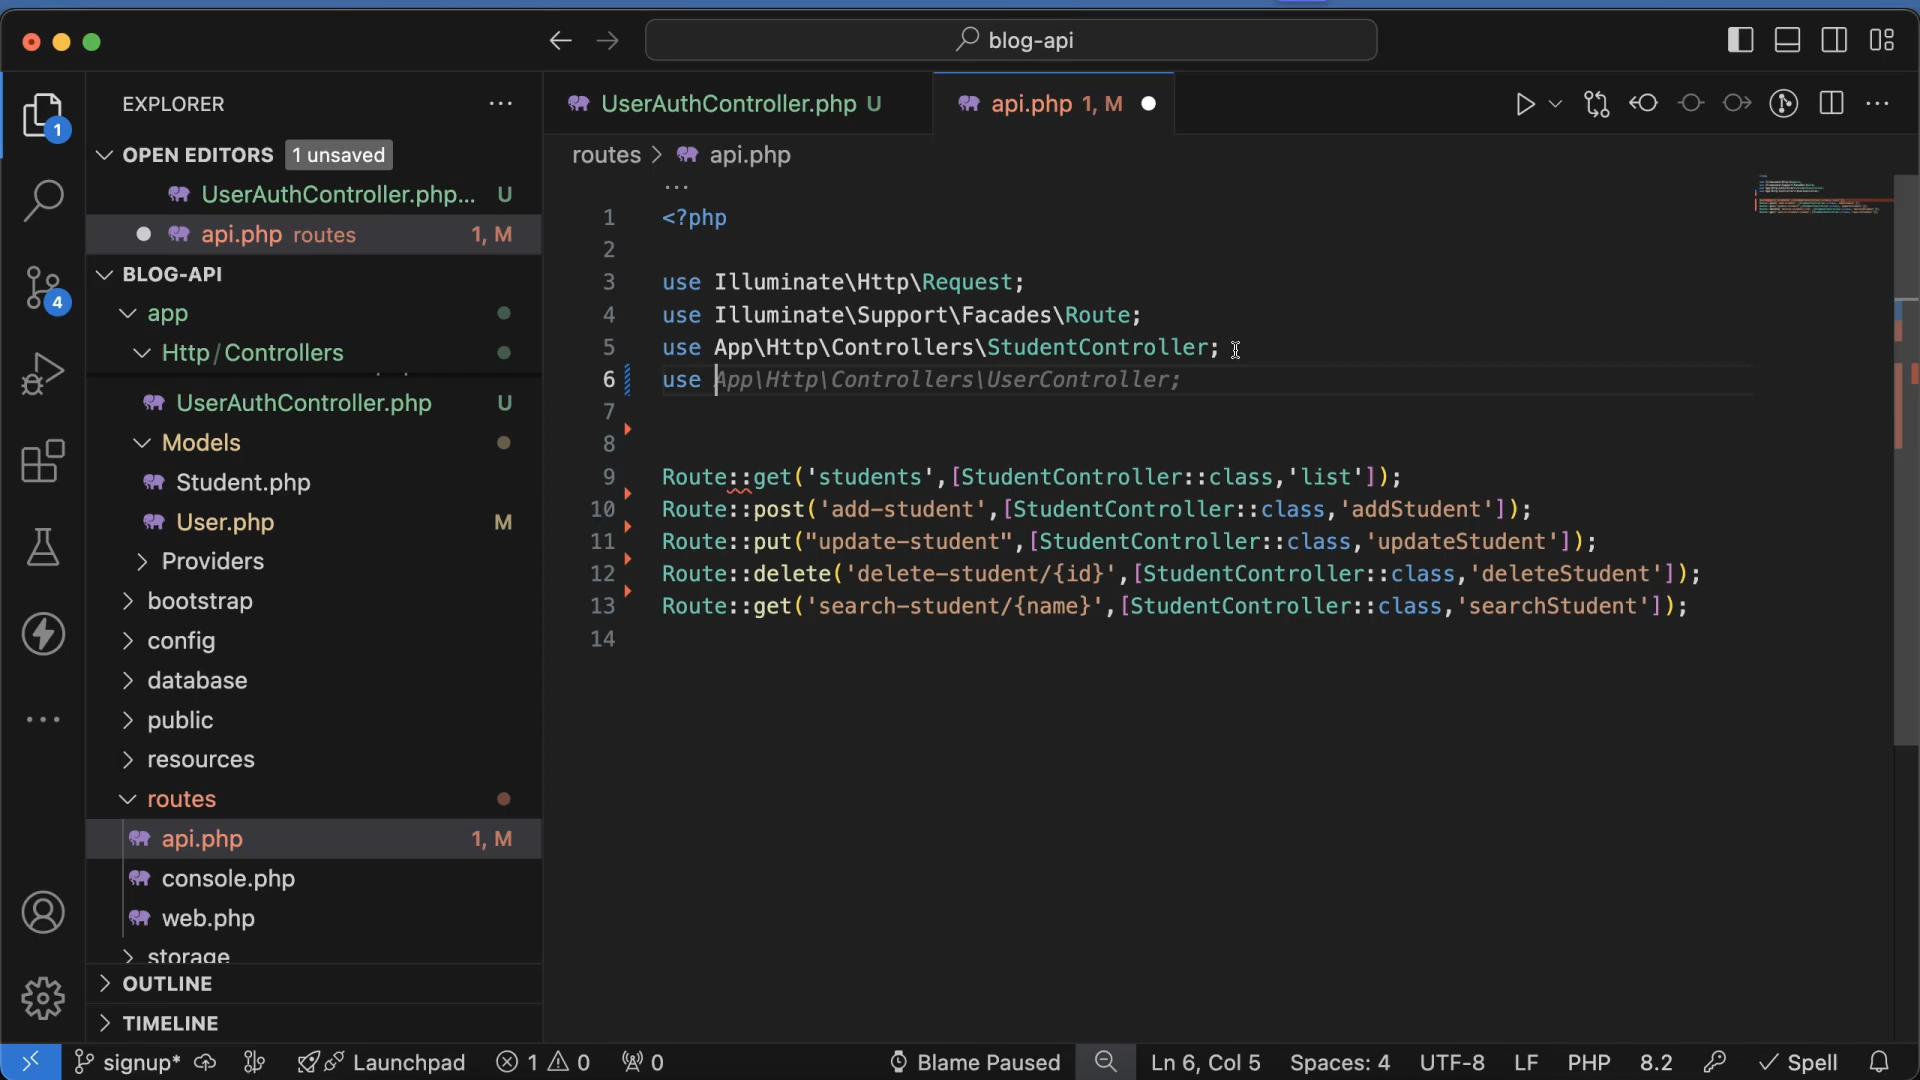 blog-api
EXPLORER
OPEN EDITORS 1 unsaved
UserAuthController.php... U
api.php routes 1, M
BLOG-API
app
Http/Controllers
UserAuthController.php U
Models
Student.php
User.php M
Providers
bootstrap
config
database
public
resources
routes
api.php 1, M
console.php
web.php
storage
OUTLINE
TIMELINE
1
4
UserAuthController.php U
api.php 1, M
routes > api.php
...
1 <?php
2
3 use Illuminate\Http\Request;
4 use Illuminate\Support\Facades\Route;
5 use App\Http\Controllers\StudentController;
6 use App\Http\Controllers\UserController;
7
8
9 Route::get('students',[StudentController::class,'list']);
10 Route::post('add-student',[StudentController::class,'addStudent']);
11 Route::put("update-student",[StudentController::class,'updateStudent']);
12 Route::delete('delete-student/{id}',[StudentController::class,'deleteStudent']);
13 Route::get('search-student/{name}',[StudentController::class,'searchStudent']);
14
signup* Launchpad 1 0 0 Blame Paused Ln 6, Col 5 Spaces: 4 UTF-8 LF PHP 8.2 Spell